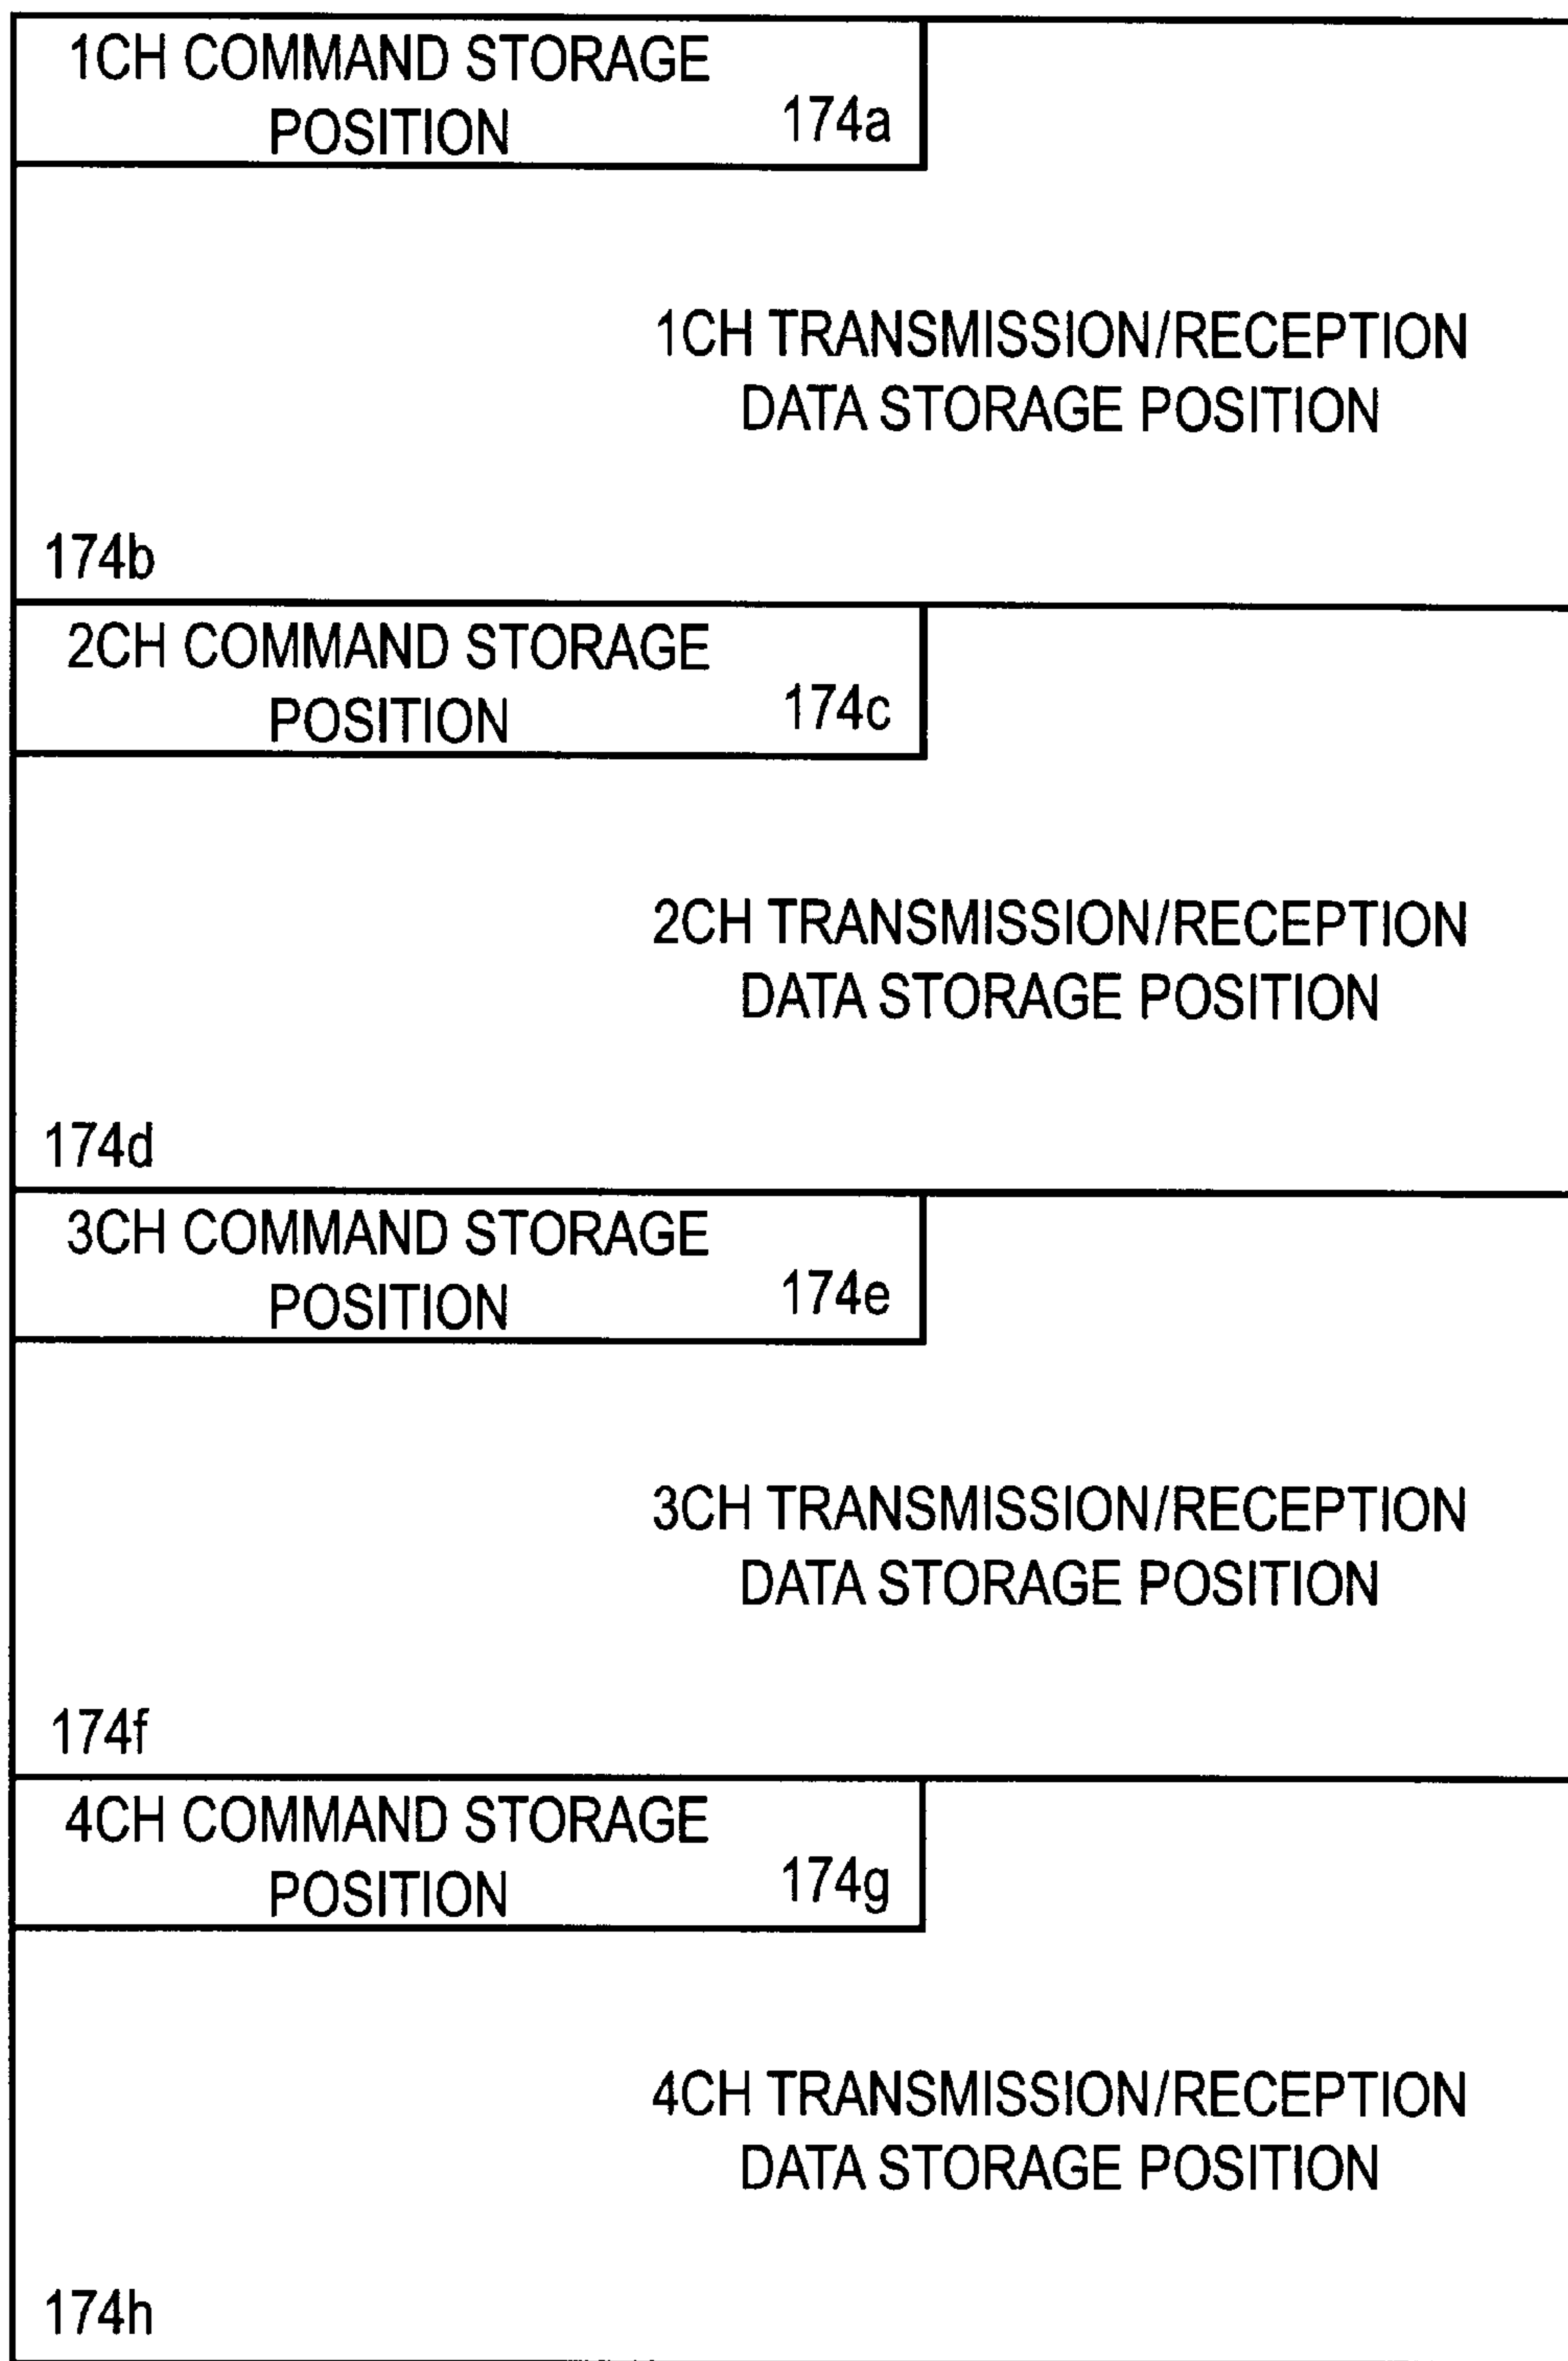 1CH COMMAND STORAGE
POSITION 174a
1CH TRANSMISSION/RECEPTION
DATA STORAGE POSITION
174b
2CH COMMAND STORAGE
POSITION 174c
2CH TRANSMISSION/RECEPTION
DATA STORAGE POSITION
174d
3CH COMMAND STORAGE
POSITION 174e
3CH TRANSMISSION/RECEPTION
DATA STORAGE POSITION
174f
4CH COMMAND STORAGE
POSITION 174g
4CH TRANSMISSION/RECEPTION
DATA STORAGE POSITION
174h